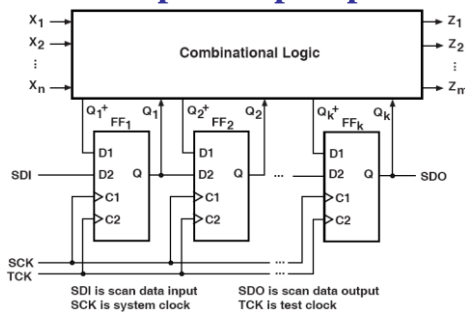 X1
X2
⋮
Xn
Combinational Logic
Z1
Z2
⋮
Zm
Q1+
Q1
Q2+
Q2
Qk+
Qk
FF1
FF2
FFk
D1
D1
D1
SDI
D2
Q
D2
Q
...
D2
Q
SDO
C1
C1
C1
C2
C2
C2
SCK
...
TCK
...
SDI is scan data input
SDO is scan data output
SCK is system clock
TCK is test clock